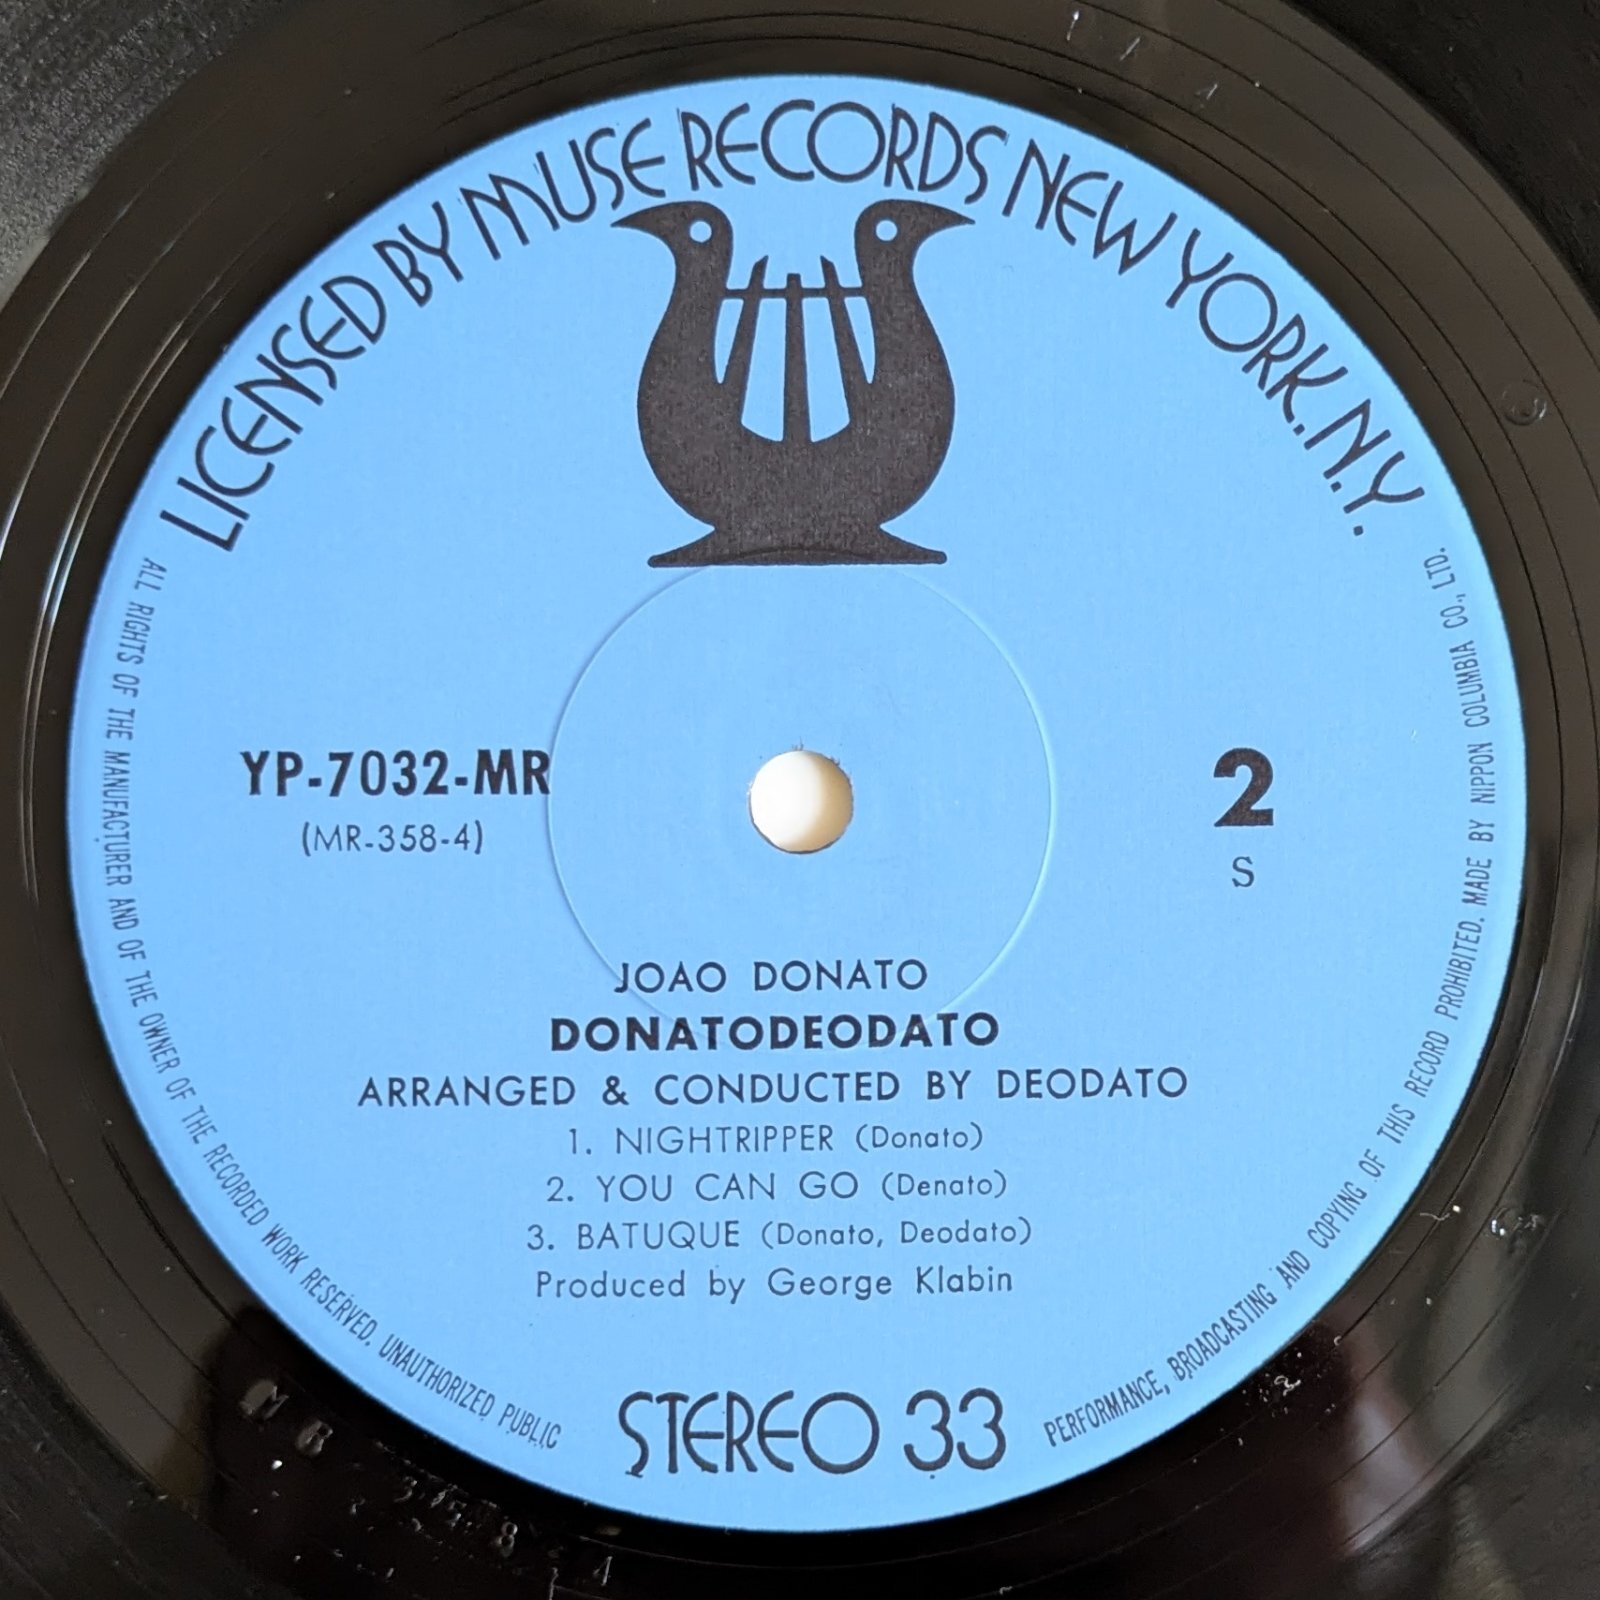 LICENSED BY MUSE RECORDS NEW YORK. N.Y.
YP-7032-MR
(MR-358-4)
2
S
JOAO DONATO
DONATODEODATO
ARRANGED & CONDUCTED BY DEODATO
1. NIGHTRIPPER (Donato)
2. YOU CAN GO (Denato)
3. BATUQUE (Donato, Deodato)
Produced by George Klabin
STEREO 33
ALL RIGHTS OF THE MANUFACTURER AND OF THE OWNER OF THE RECORDED WORK RESERVED. UNAUTHORIZED PUBLIC PERFORMANCE, BROADCASTING AND COPYING OF THIS RECORD PROHIBITED. MADE BY NIPPON COLUMBIA CO., LTD.
MR 358 4